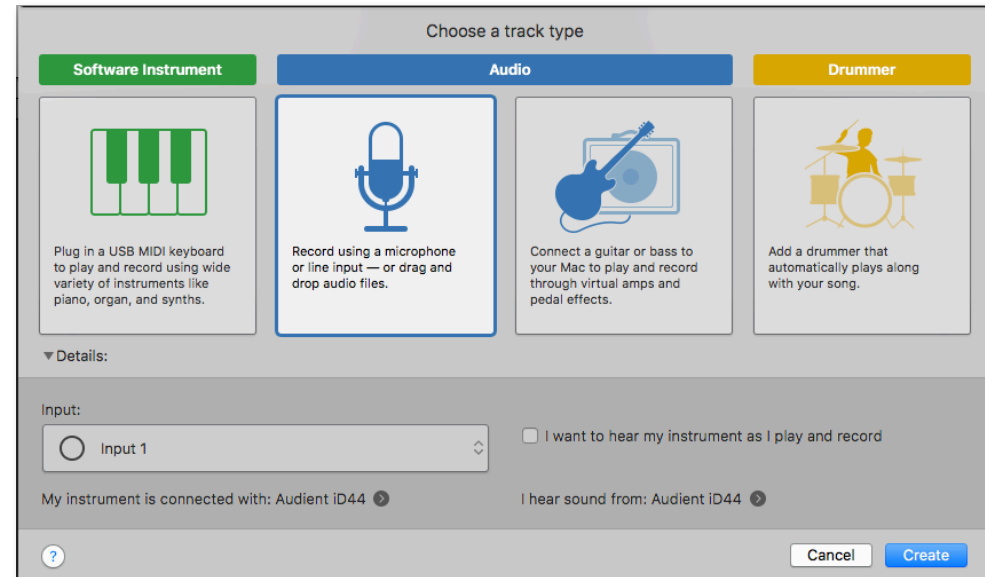 Choose a track type
Software Instrument
Audio
Drummer
Plug in a USB MIDI keyboard
to play and record using wide
variety of instruments like
piano, organ, and synths.
Record using a microphone
or line input — or drag and
drop audio files.
Connect a guitar or bass to
your Mac to play and record
through virtual amps and
pedal effects.
Add a drummer that
automatically plays along
with your song.
Details:
Input:
Input 1
I want to hear my instrument as I play and record
My instrument is connected with: Audient iD44
I hear sound from: Audient iD44
?
Cancel
Create